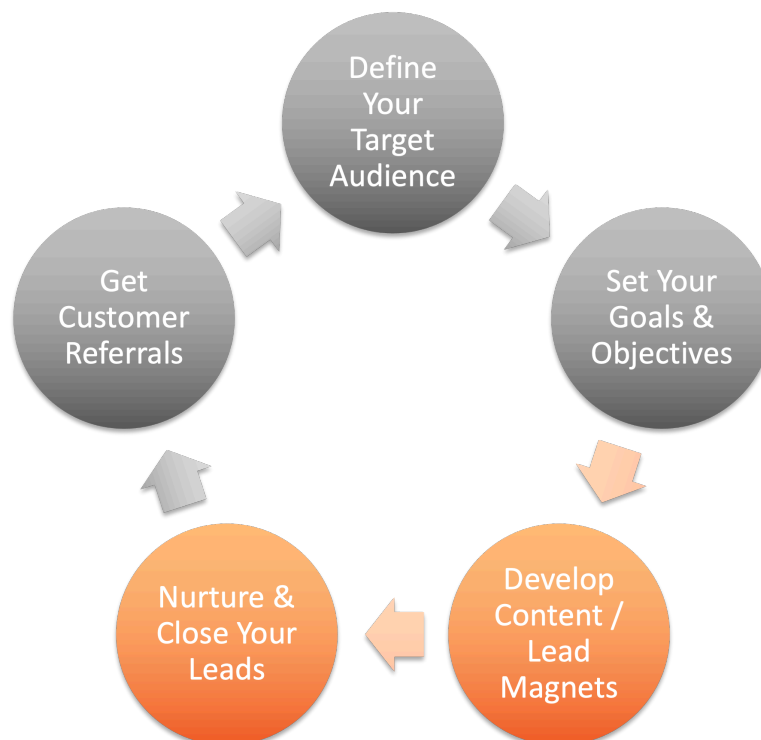 Define
Your
Target
Audience
Set Your
Goals &
Objectives
Develop
Content /
Lead
Magnets
Nurture &
Close Your
Leads
Get
Customer
Referrals